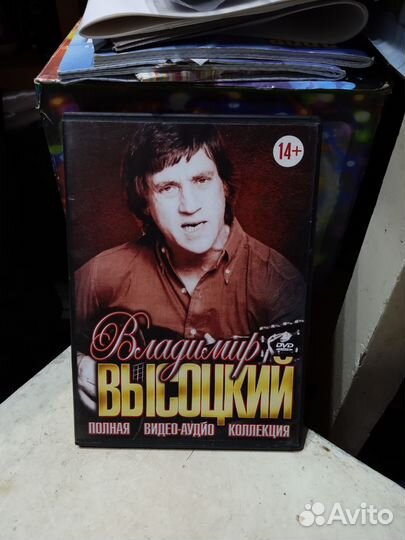 14+
Владимир
DVD
ВЫСОЦКИЙ
ПОЛНАЯ ВИДЕО-АУДИО КОЛЛЕКЦИЯ
Avito